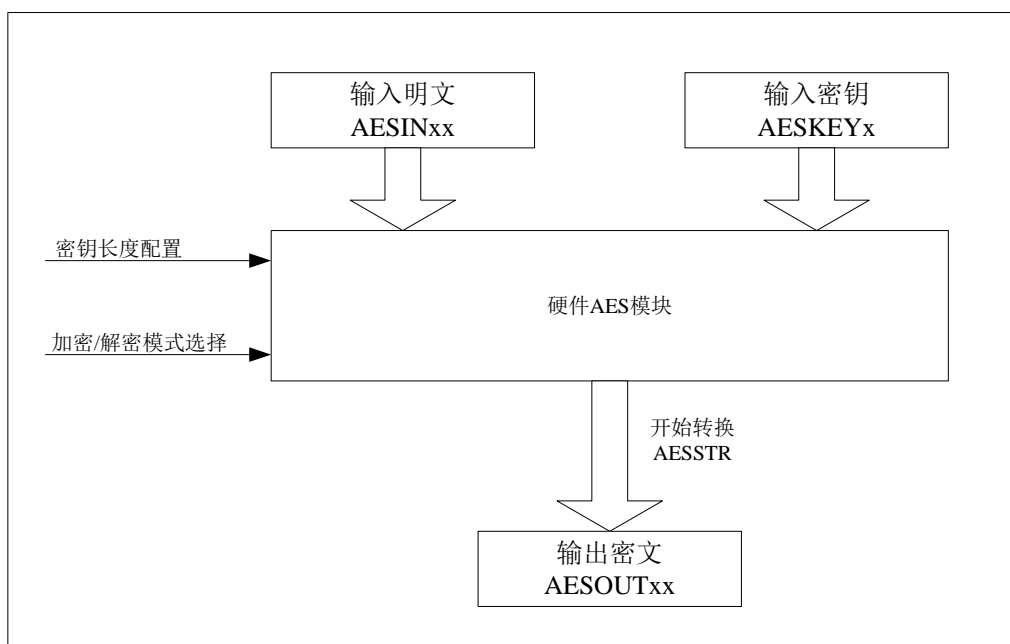 输入明文
AESINxx
输入密钥
AESKEYx
密钥长度配置
硬件AES模块
加密/解密模式选择
开始转换
AESSTR
输出密文
AESOUTxx